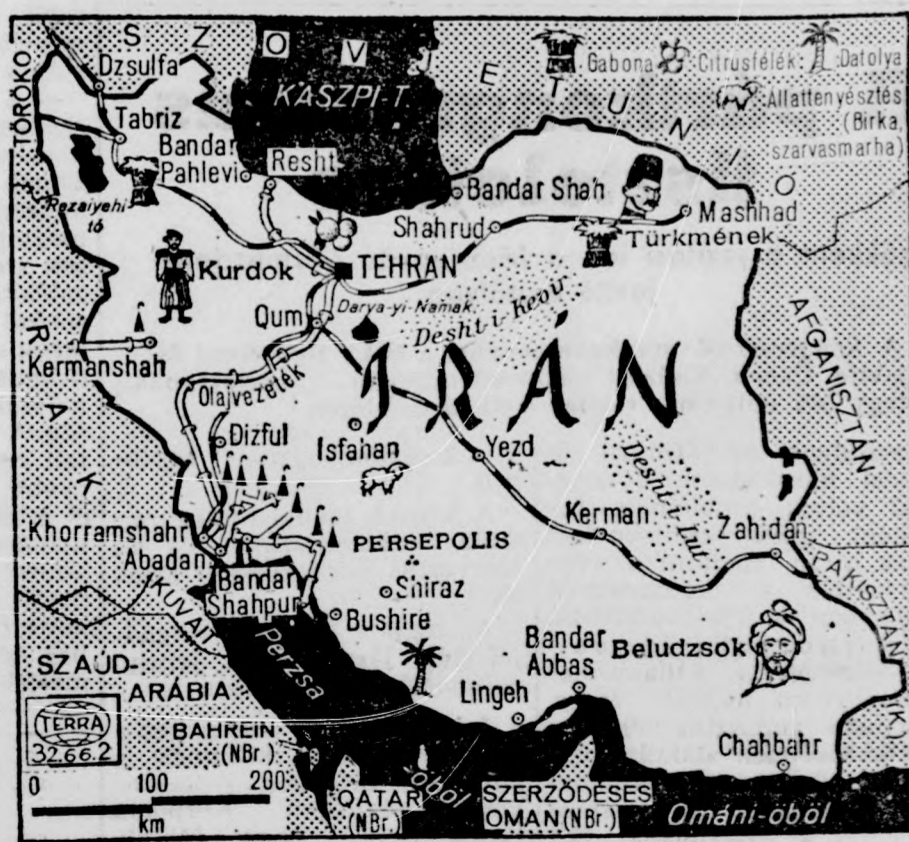 SZOVJETUNIÓ
Gabona Citrusfélék Datolya
Állattenyésztés
(Birka,
szarvasmarha)
TÖRÖKO
Dzsulfa
KASZPI-T
Tabriz
Bandar
Pahlevi
Resht
Bandar Shah
Rezaiyehi-
tó
Shahrud
Mashhad
Türkmének
Kurdok
TEHRAN
Darya-yi-Namak
Desht-i-Kevir
Qum
IRAK
Kermanshah
Olajvezeték
IRÁN
AFGANISZTÁN
Dizful
Isfahan
Yezd
Desht-i-Lut
Kerman
Zahidan
Khorramshahr
Abadan
PERSEPOLIS
Bandar
Shahpur
Shiraz
Bushire
KUVAIT
PAKISZTÁN
(K.)
Perzsa
-öböl
Bandar
Abbas
Beludzsok
SZAUD-
ARÁBIA
Lingeh
TERRA
32.66.2
BAHREIN
(NBr.)
Chahbahr
0 100 200
km
QATAR
(NBr.)
SZERZŐDÉSES
OMAN (NBr.)
Ománi-öböl